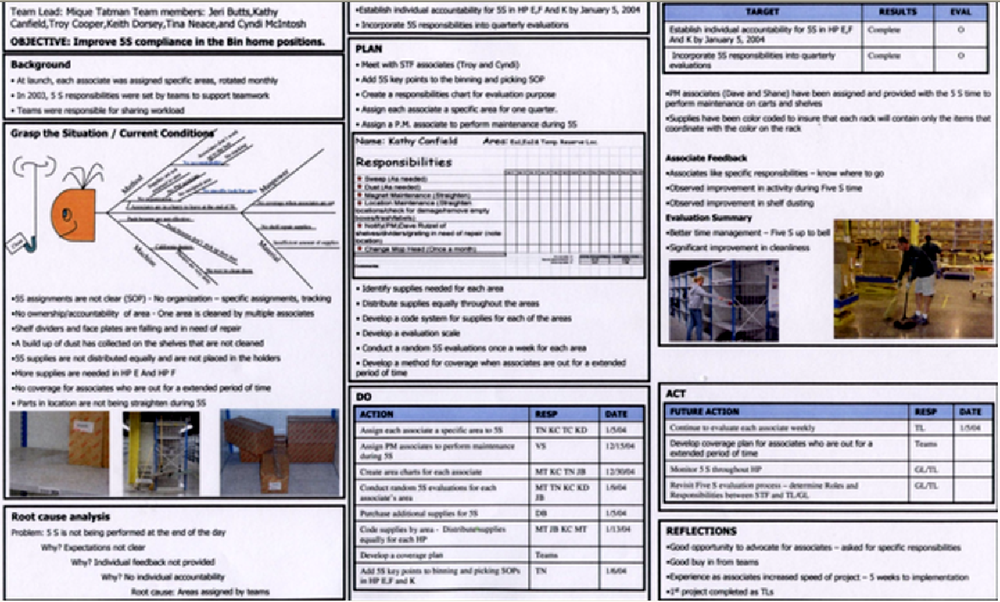 Team Lead: Mique Tatman Team members: Jeri Butts,Kathy
Canfield,Troy Cooper,Keith Dorsey,Tina Neace,and Cyndi McIntosh
OBJECTIVE: Improve 5S compliance in the Bin home positions.
Background
• At launch, each associate was assigned specific areas, rotated monthly
• In 2003, 5 S responsibilities were set by teams to support teamwork
• Teams were responsible for sharing workload
Grasp the Situation / Current Conditions
Method
Manpower
Machine
Material
No shelf repair supplies
Insufficient amount of supplies
•5S assignments are not clear (SOP) - No organization – specific assignments, tracking
•No ownership/accountability of area - One area is cleaned by multiple associates
•Shelf dividers and face plates are falling and in need of repair
•A build up of dust has collected on the shelves that are not cleaned
•5S supplies are not distributed equally and are not placed in the holders
•More supplies are needed in HP E And HP F
•No coverage for associates who are out for a extended period of time
• Parts in location are not being straighten during 5S
Root cause analysis
Problem: 5 S is not being performed at the end of the day
Why? Expectations not clear
Why? Individual feedback not provided
Why? No individual accountability
Root cause: Areas assigned by teams
•Establish individual accountability for 5S in HP E,F And K by January 5, 2004
• Incorporate 5S responsibilities into quarterly evaluations
PLAN
• Meet with STF associates (Troy and Cyndi)
• Add 5S key points to the binning and picking SOP
• Create a responsibilities chart for evaluation purpose
• Assign each associate a specific area for one quarter.
• Assign a P.M. associate to perform maintenance during 5S
Name: Kathy Canfield Area: Temp. Reserve Loc.
Responsibilities
Sweep (As needed)
Dust (As needed)
Magnet Maintenance (Straighten)
Location Maintenance (Straighten
locations/check for damage/remove empty
boxes/trash/labels)
Notify PM/Dave Rutzel of
shelves/dividers/grating in need of repair (note
location)
Change Mop Head (Once a month)
Comments
• Identify supplies needed for each area
• Distribute supplies equally throughout the areas
• Develop a code system for supplies for each of the areas
• Develop a evaluation scale
• Conduct a random 5S evaluations once a week for each area
• Develop a method for coverage when associates are out for a extended
period of time
DO
ACTION RESP DATE
Assign each associate a specific area to 5S TN KC TC KD 1/5/04
Assign PM associates to perform maintenance VS 12/15/04
during 5S
Create area charts for each associate MT KC TN JB 12/30/04
Conduct random 5S evaluations for each MT TN KC KD 1/9/04
associate's area JB
Purchase additional supplies for 5S DB 1/5/04
Code supplies by area - Distribute supplies MT JB KC MT 1/13/04
equally for each HP
Develop a coverage plan Teams
Add 5S key points to binning and picking SOPs TN 1/6/04
in HP E,F and K
TARGET RESULTS EVAL
Establish individual accountability for 5S in HP E,F Complete O
And K by January 5, 2004
Incorporate 5S responsibilities into quarterly Complete O
evaluations
•PM associates (Dave and Shane) have been assigned and provided with the 5 S time to
perform maintenance on carts and shelves
•Supplies have been color coded to insure that each rack will contain only the items that
coordinate with the color on the rack
Associate Feedback
•Associates like specific responsibilities – know where to go
•Observed improvement in activity during Five S time
•Observed improvement in shelf dusting
Evaluation Summary
•Better time management – Five S up to bell
•Significant improvement in cleanliness
ACT
FUTURE ACTION RESP DATE
Continue to evaluate each associate weekly TL 1/5/04
Develop coverage plan for associates who are out for a Teams
extended period of time
Monitor 5 S throughout HP GL/TL
Revisit Five S evaluation process – determine Roles and GL/TL
Responsibilities between STF and TL/GL
REFLECTIONS
•Good opportunity to advocate for associates – asked for specific responsibilities
•Good buy in from teams
•Experience as associates increased speed of project – 5 weeks to implementation
•1st project completed as TLs